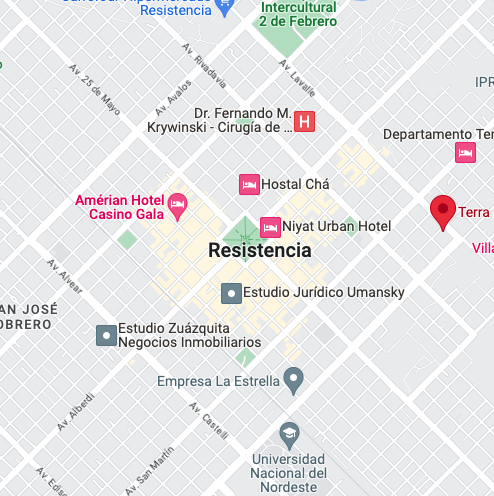 Resistencia
Intercultural
2 de Febrero
Av. 25 de Mayo
Av. Rivadavia
Av. Avalos
Av. Lavalle
IPR
Dr. Fernando M.
Krywinski - Cirugía de ...
Departamento Ter
Hostal Chá
Amérian Hotel
Casino Gala
Terra
Niyat Urban Hotel
Resistencia
Villa
Av. Alvear
Estudio Jurídico Umansky
AN JOSÉ
OBRERO
Estudio Zuázquita
Negocios Inmobiliarios
Empresa La Estrella
Av. Alberdi
Av. Castelli
Av. San Martín
Av. Edisc
Universidad
Nacional del
Nordeste